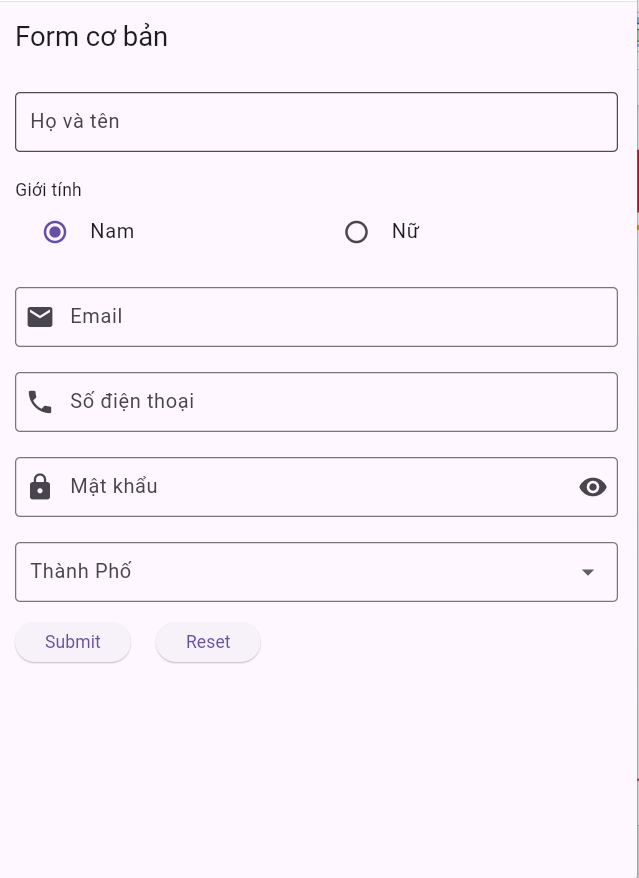 Form cơ bản
Họ và tên
Giới tính
Nam Nữ
Email
Số điện thoại
Mật khẩu
Thành Phố
Submit Reset